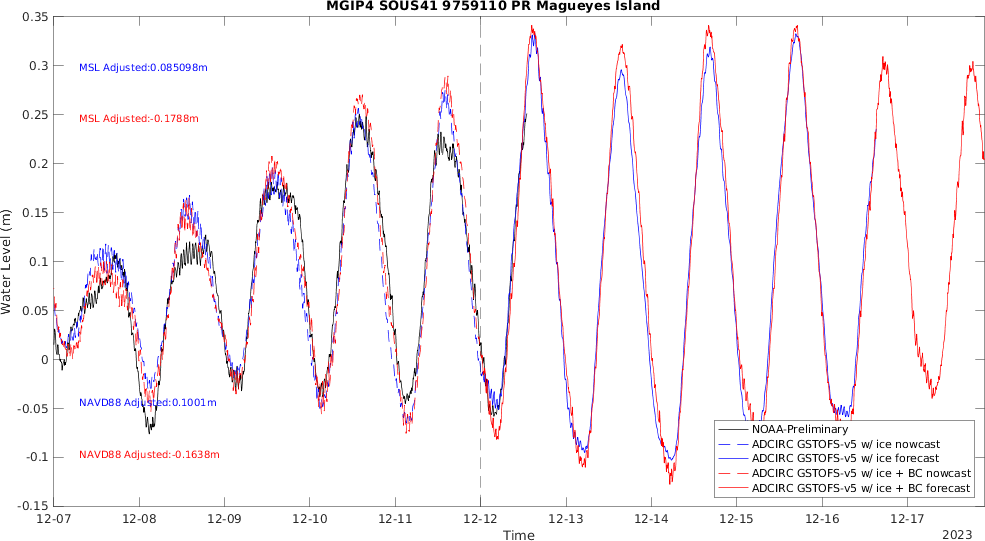 MGIP4 SOUS41 9759110 PR Magueyes Island
0.35
0.3
0.25
0.2
0.15
0.1
0.05
0
-0.05
-0.1
-0.15
Water Level (m)
MSL Adjusted:0.085098m
MSL Adjusted:-0.1788m
NAVD88 Adjusted:0.1001m
NAVD88 Adjusted:-0.1638m
NOAA-Preliminary
ADCIRC GSTOFS-v5 w/ ice nowcast
ADCIRC GSTOFS-v5 w/ ice forecast
ADCIRC GSTOFS-v5 w/ ice + BC nowcast
ADCIRC GSTOFS-v5 w/ ice + BC forecast
12-07 12-08 12-09 12-10 12-11 12-12 12-13 12-14 12-15 12-16 12-17
Time
2023